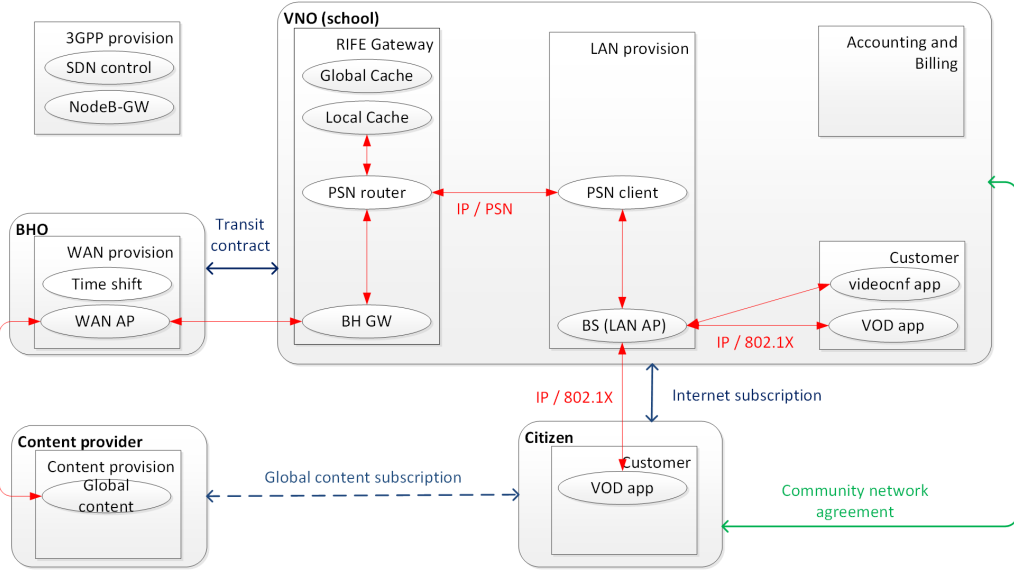 3GPP provision
SDN control
NodeB-GW
VNO (school)
RIFE Gateway
Global Cache
Local Cache
PSN router
BH GW
IP / PSN
LAN provision
PSN client
BS (LAN AP)
Accounting and
Billing
Customer
videocnf app
VOD app
IP / 802.1X
BHO
WAN provision
Time shift
WAN AP
Transit
contract
IP / 802.1X
Internet subscription
Content provider
Content provision
Global
content
Global content subscription
Citizen
Customer
VOD app
Community network
agreement